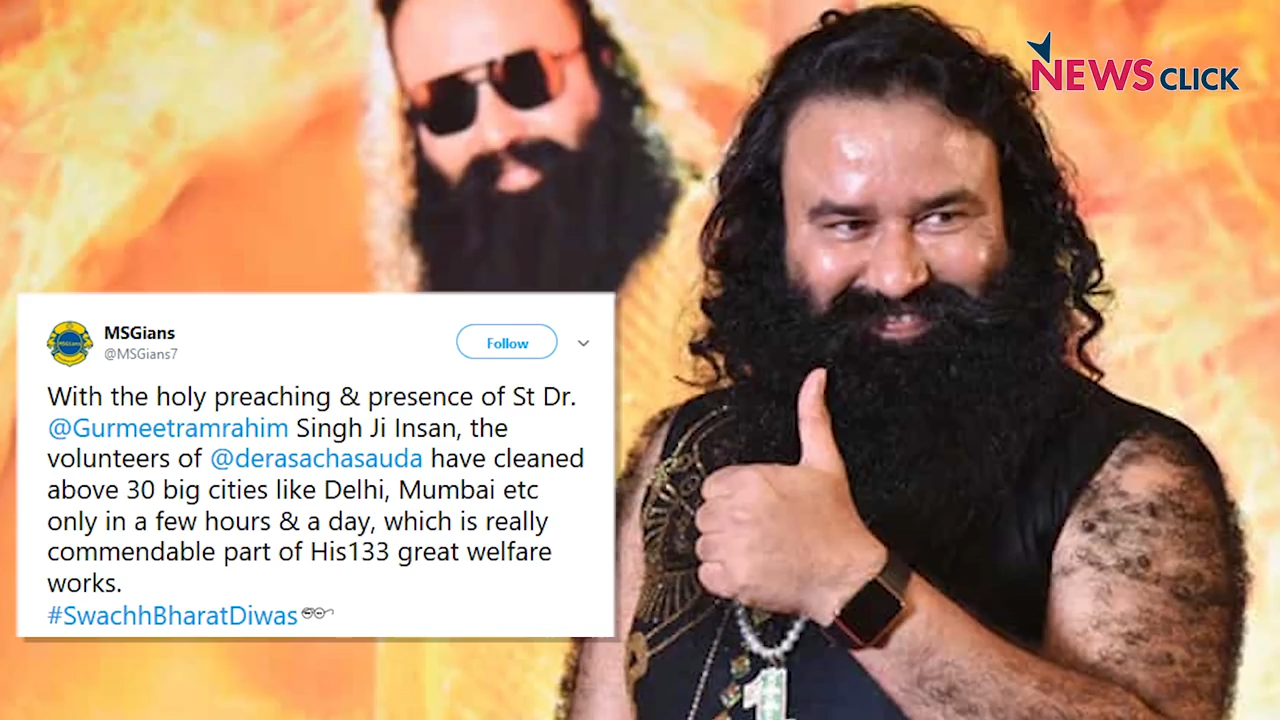 NEWSCLICK
MSGians
@MSGians7
Follow
With the holy preaching & presence of St Dr.
@Gurmeetramrahim Singh Ji Insan, the
volunteers of @derasachasauda have cleaned
above 30 big cities like Delhi, Mumbai etc
only in a few hours & a day, which is really
commendable part of His133 great welfare
works.
#SwachhBharatDiwas